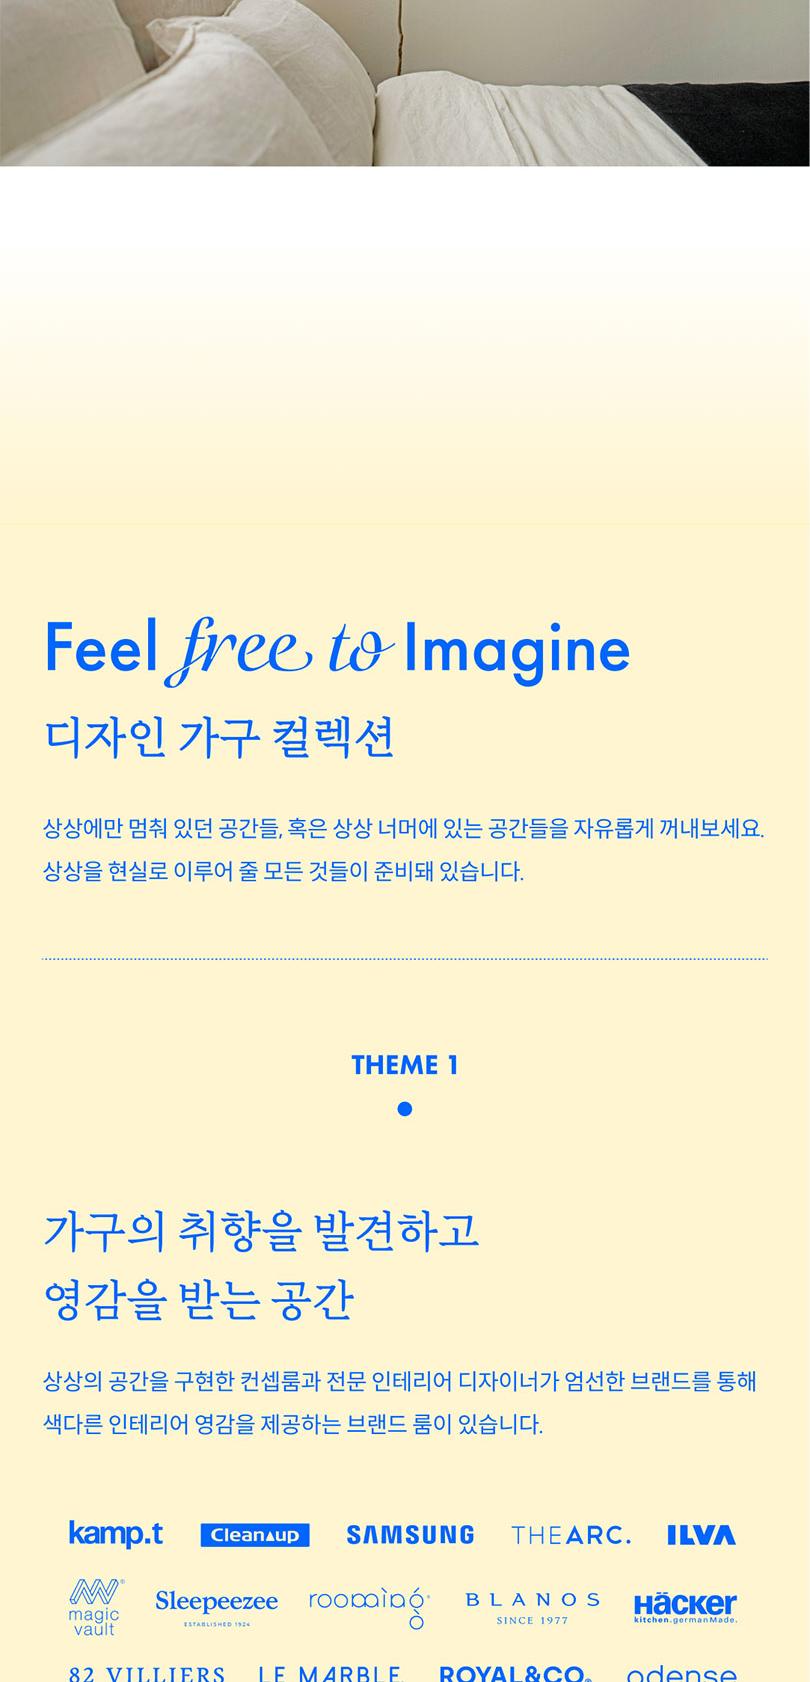 Feel free to Imagine
디자인 가구 컬렉션
상상에만 멈춰 있던 공간들, 혹은 상상 너머에 있는 공간들을 자유롭게 꺼내보세요.
상상을 현실로 이루어 줄 모든 것들이 준비돼 있습니다.
THEME 1
가구의 취향을 발견하고
영감을 받는 공간
상상의 공간을 구현한 컨셉룸과 전문 인테리어 디자이너가 엄선한 브랜드를 통해
색다른 인테리어 영감을 제공하는 브랜드 룸이 있습니다.
kamp.t Cleanup SAMSUNG THE ARC. ILVA
magic vault® Sleepeezee ESTABLISHED 1924 rooming® BLANOS SINCE 1977 Häcker kitchen.germanMade.
82 VILLIERS LE MARBLE ROYAL&CO® odense